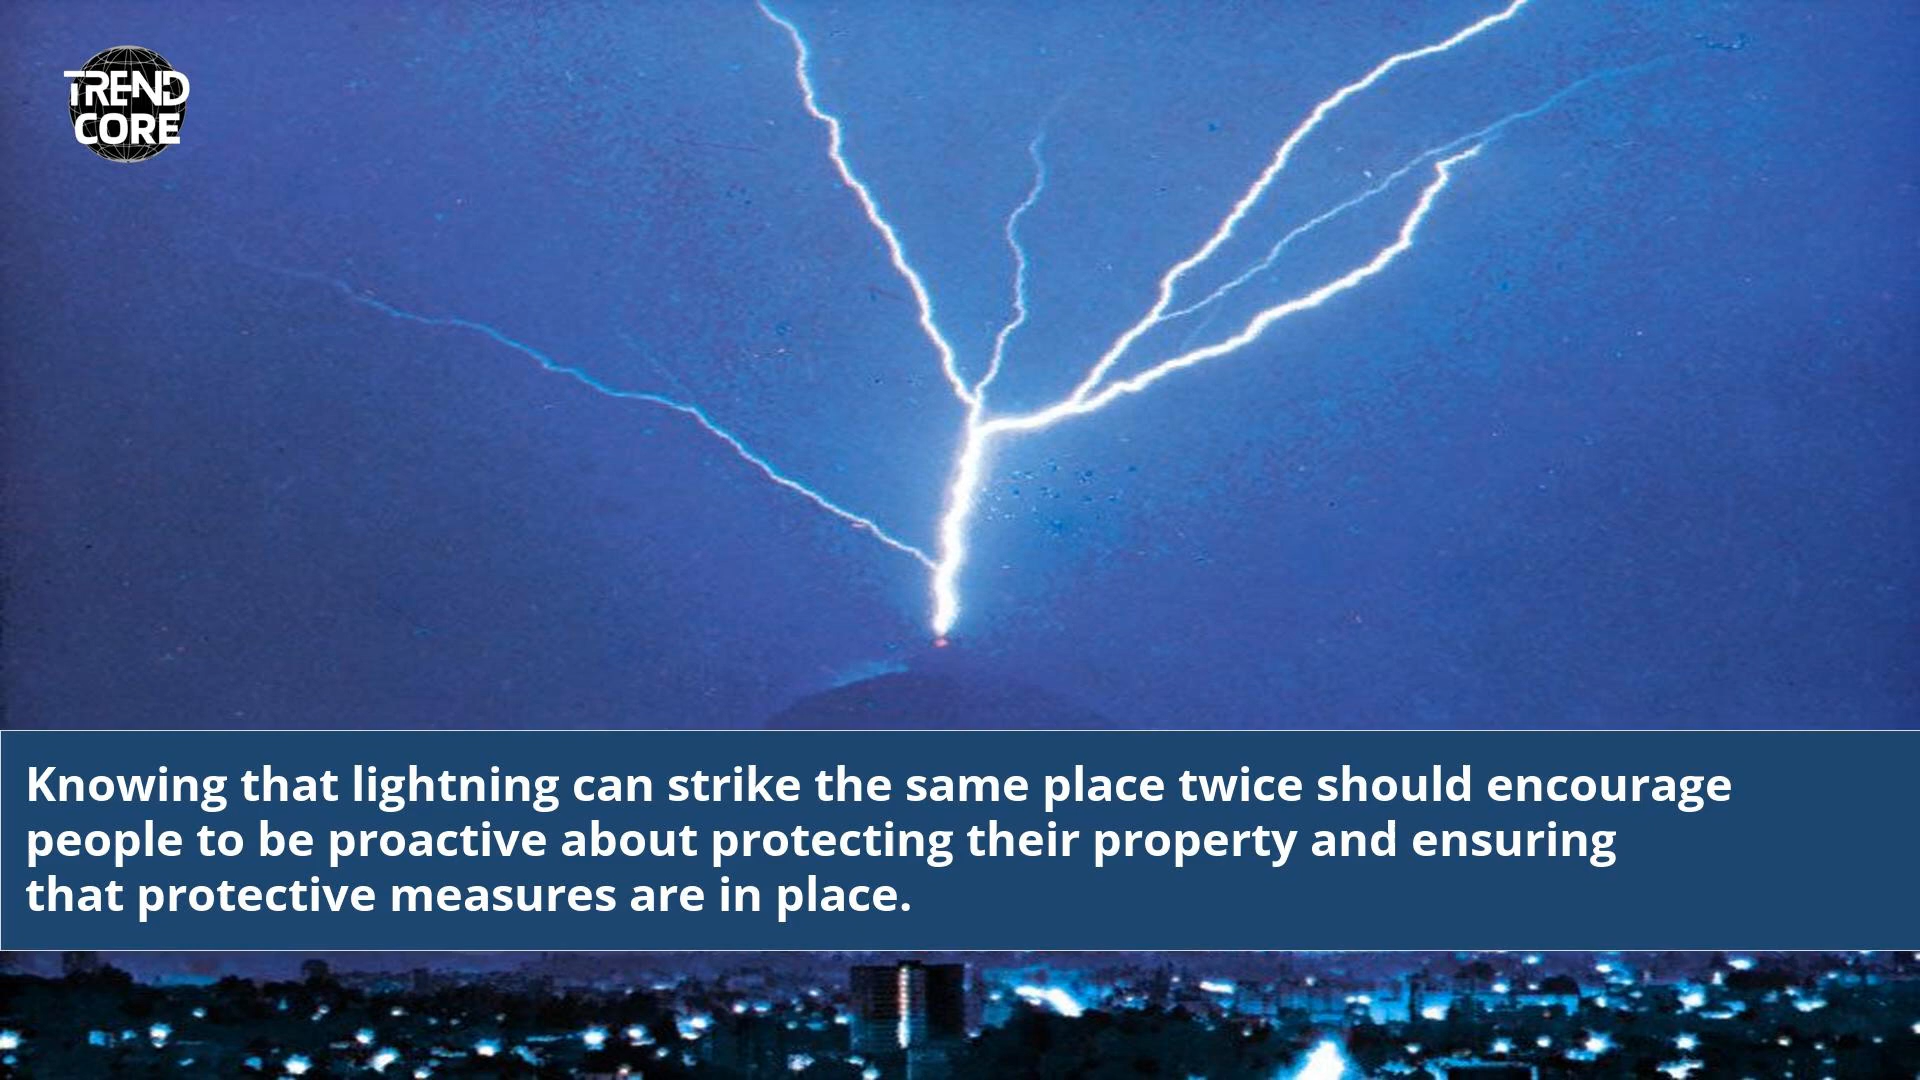 TREND
CORE
Knowing that lightning can strike the same place twice should encourage
people to be proactive about protecting their property and ensuring
that protective measures are in place.